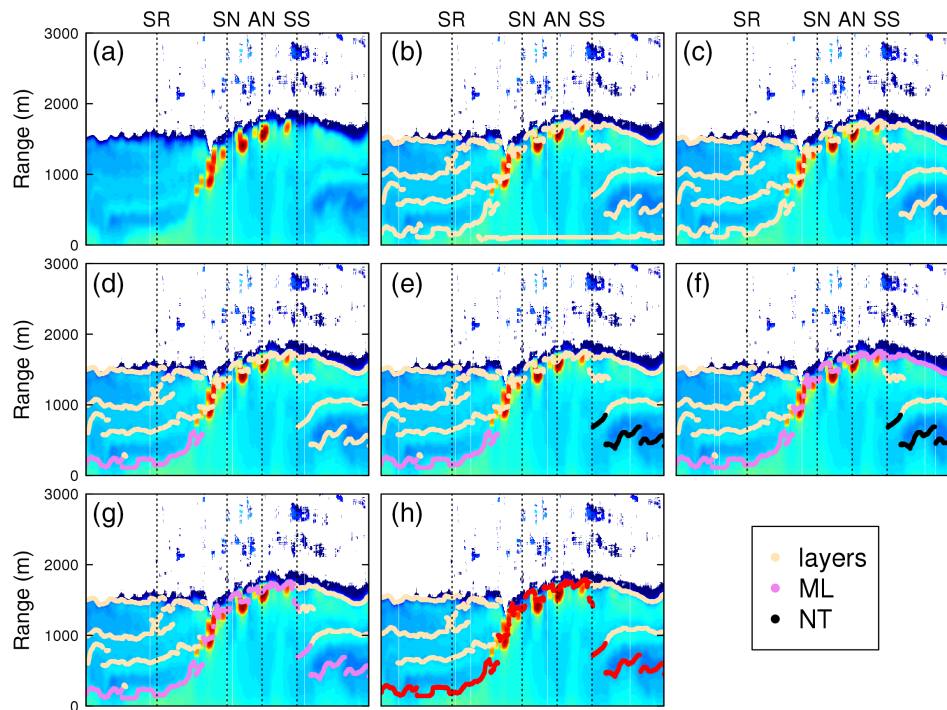 SR SN AN SS SR SN AN SS SR SN AN SS
3000 (a) (b) (c)
2000
Range (m)
1000
0
3000 (d) (e) (f)
2000
Range (m)
1000
0
3000 (g) (h)
2000
Range (m)
1000
0
layers
ML
NT